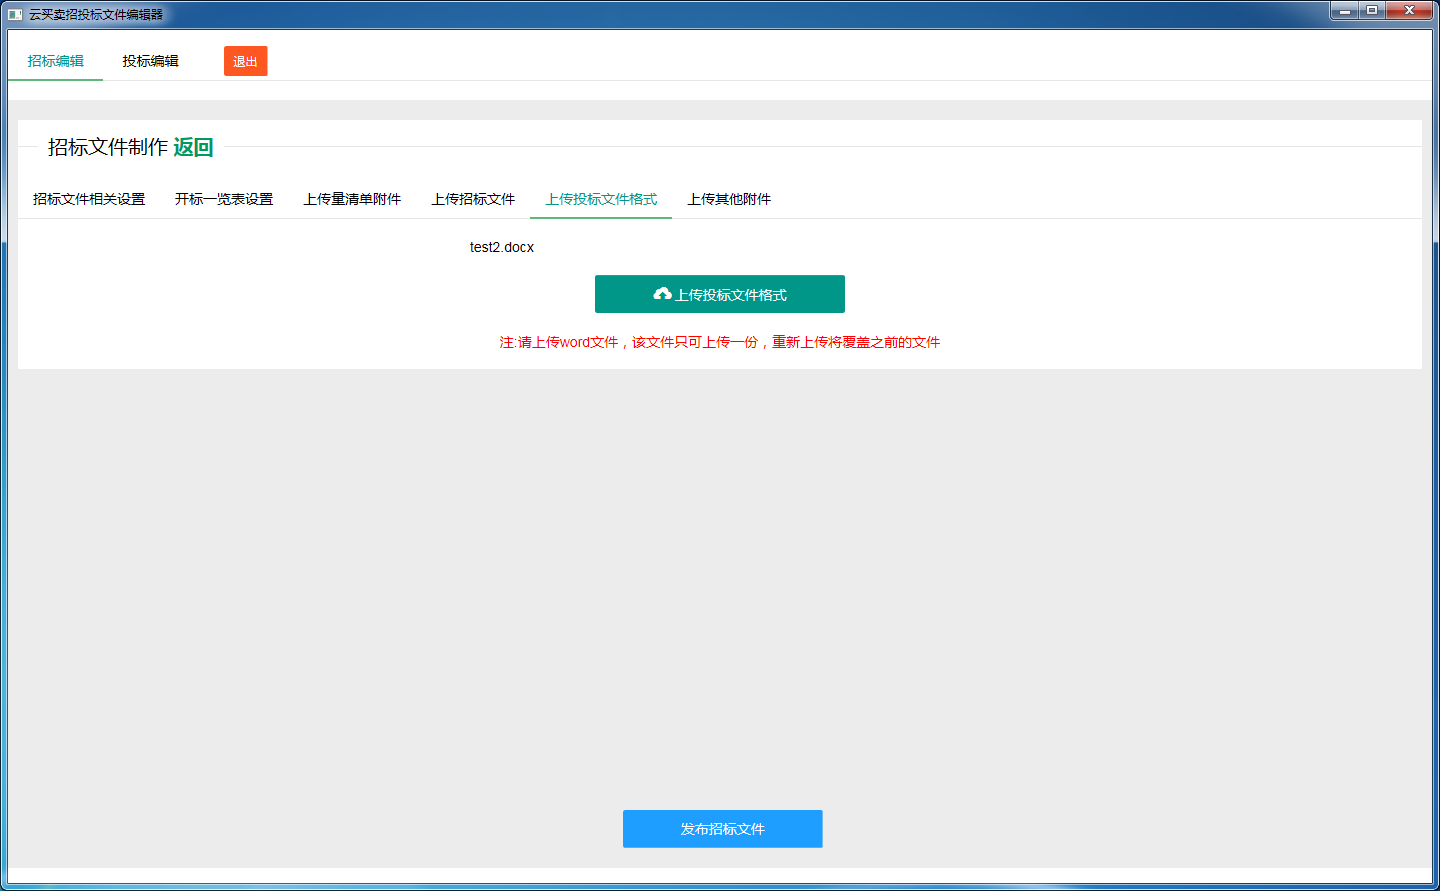 云买卖招投标文件编辑器
招标编辑 投标编辑 退出
招标文件制作 返回
招标文件相关设置 开标一览表设置 上传量清单附件 上传招标文件 上传投标文件格式 上传其他附件
test2.docx
上传投标文件格式
注:请上传word文件，该文件只可上传一份，重新上传将覆盖之前的文件
发布招标文件